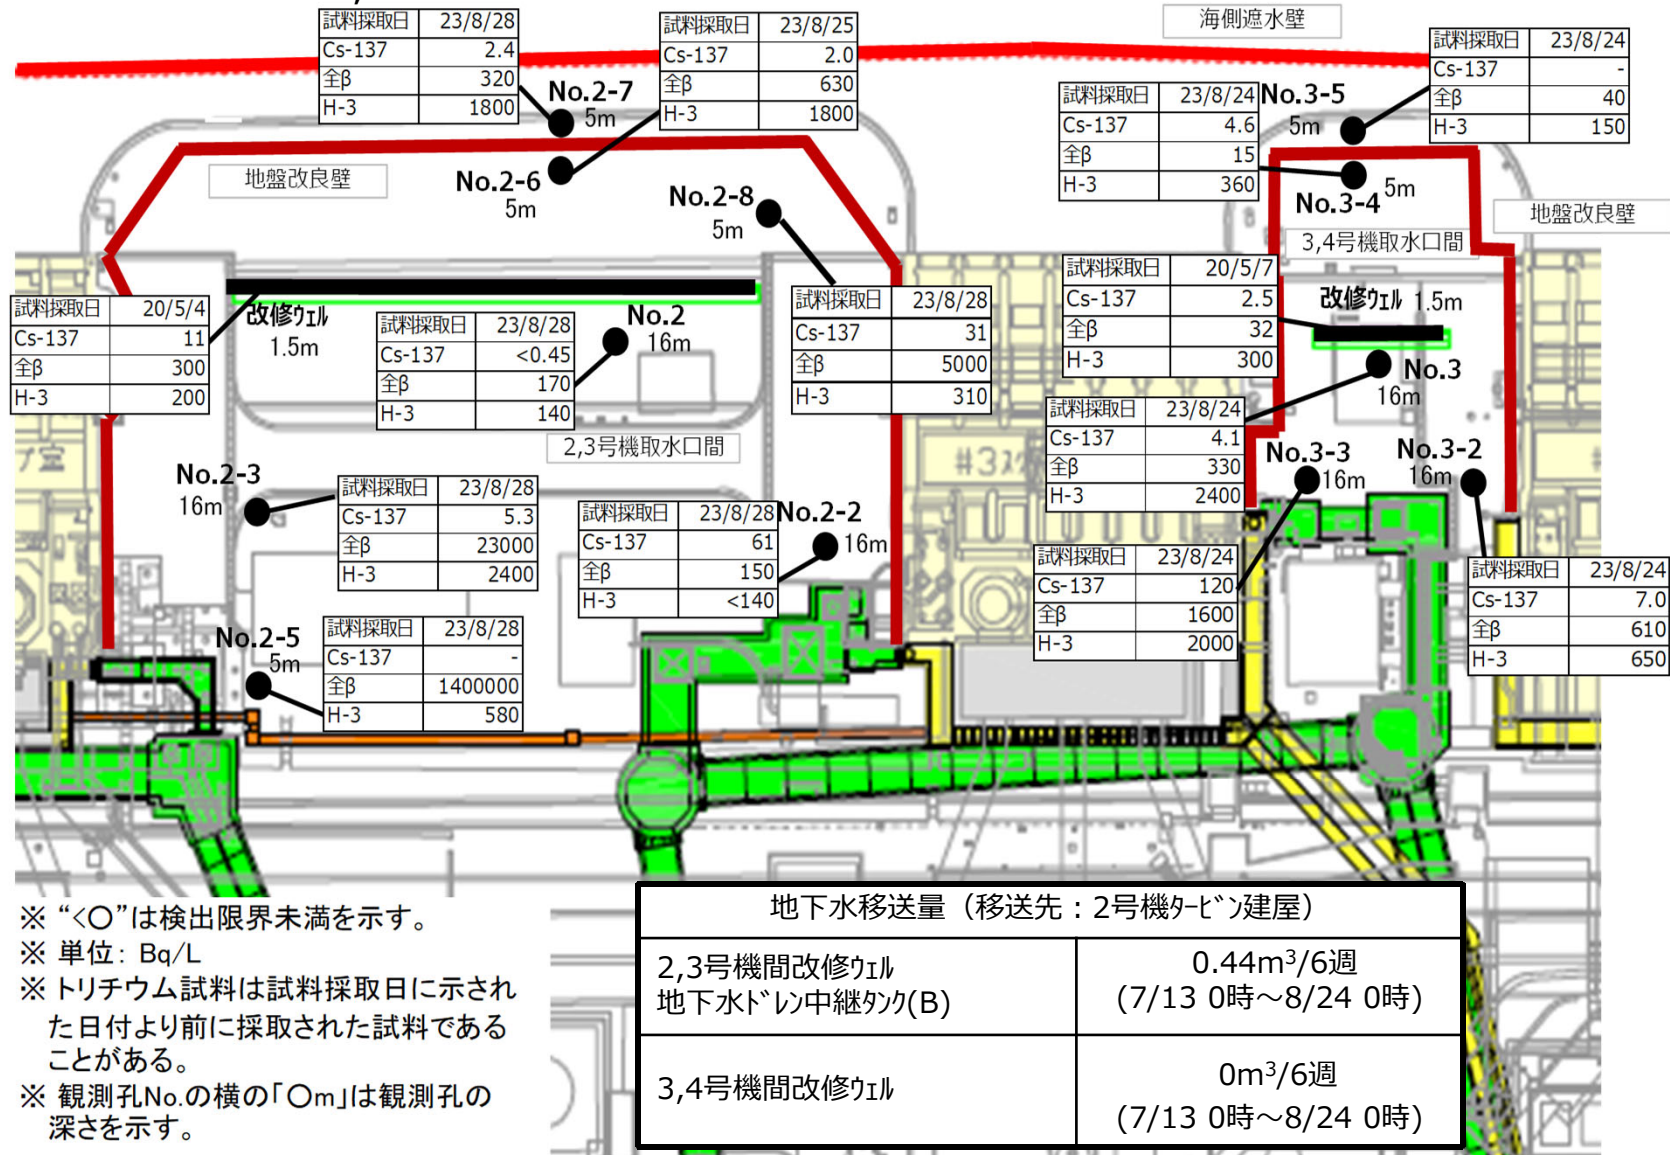 試料採取日 23/8/28
Cs-137 2.4
全β 320
H-3 1800
No.2-7
5m
試料採取日 23/8/25
Cs-137 2.0
全β 630
H-3 1800
海側遮水壁
試料採取日 23/8/24
Cs-137 4.6
全β 15
H-3 360
No.3-5
5m
試料採取日 23/8/24
Cs-137 -
全β 40
H-3 150
地盤改良壁
No.2-6
5m
No.2-8
5m
No.3-4
5m
地盤改良壁
3,4号機取水口間
試料採取日 20/5/4
Cs-137 11
全β 300
H-3 200
改修ｳｪﾙ
1.5m
試料採取日 23/8/28
Cs-137 <0.45
全β 170
H-3 140
No.2
16m
試料採取日 23/8/28
Cs-137 31
全β 5000
H-3 310
試料採取日 20/5/7
Cs-137 2.5
全β 32
H-3 300
改修ｳｪﾙ 1.5m
No.3
16m
2,3号機取水口間
試料採取日 23/8/24
Cs-137 4.1
全β 330
H-3 2400
No.2-3
16m
試料採取日 23/8/28
Cs-137 5.3
全β 23000
H-3 2400
試料採取日 23/8/28
Cs-137 61
全β 150
H-3 <140
No.2-2
16m
No.3-3
16m
No.3-2
16m
試料採取日 23/8/24
Cs-137 120
全β 1600
H-3 2000
試料採取日 23/8/24
Cs-137 7.0
全β 610
H-3 650
No.2-5
5m
試料採取日 23/8/28
Cs-137 -
全β 1400000
H-3 580
※ “<〇”は検出限界未満を示す。
※ 単位：Bq/L
※ トリチウム試料は試料採取日に示され
た日付より前に採取された試料である
ことがある。
※ 観測孔No.の横の「〇m」は観測孔の
深さを示す。
地下水移送量（移送先：2号機ﾀｰﾋﾞﾝ建屋）
2,3号機間改修ｳｪﾙ
地下水ﾄﾞﾚﾝ中継ﾀﾝｸ(B)
0.44m³/6週
(7/13 0時～8/24 0時)
3,4号機間改修ｳｪﾙ
0m³/6週
(7/13 0時～8/24 0時)